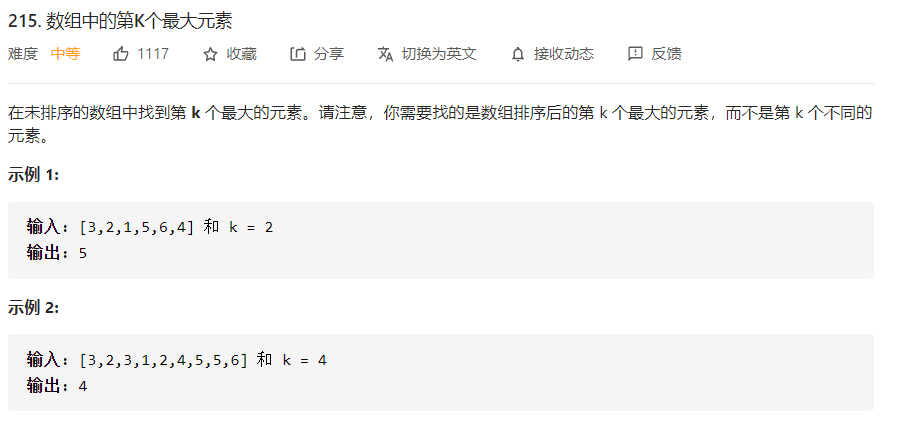 215. 数组中的第K个最大元素
难度 中等 1117 收藏 分享 切换为英文 接收动态 反馈
在未排序的数组中找到第 k 个最大的元素。请注意，你需要找的是数组排序后的第 k 个最大的元素，而不是第 k 个不同的
元素。
示例 1:
输入: [3,2,1,5,6,4] 和 k = 2
输出: 5
示例 2:
输入: [3,2,3,1,2,4,5,5,6] 和 k = 4
输出: 4